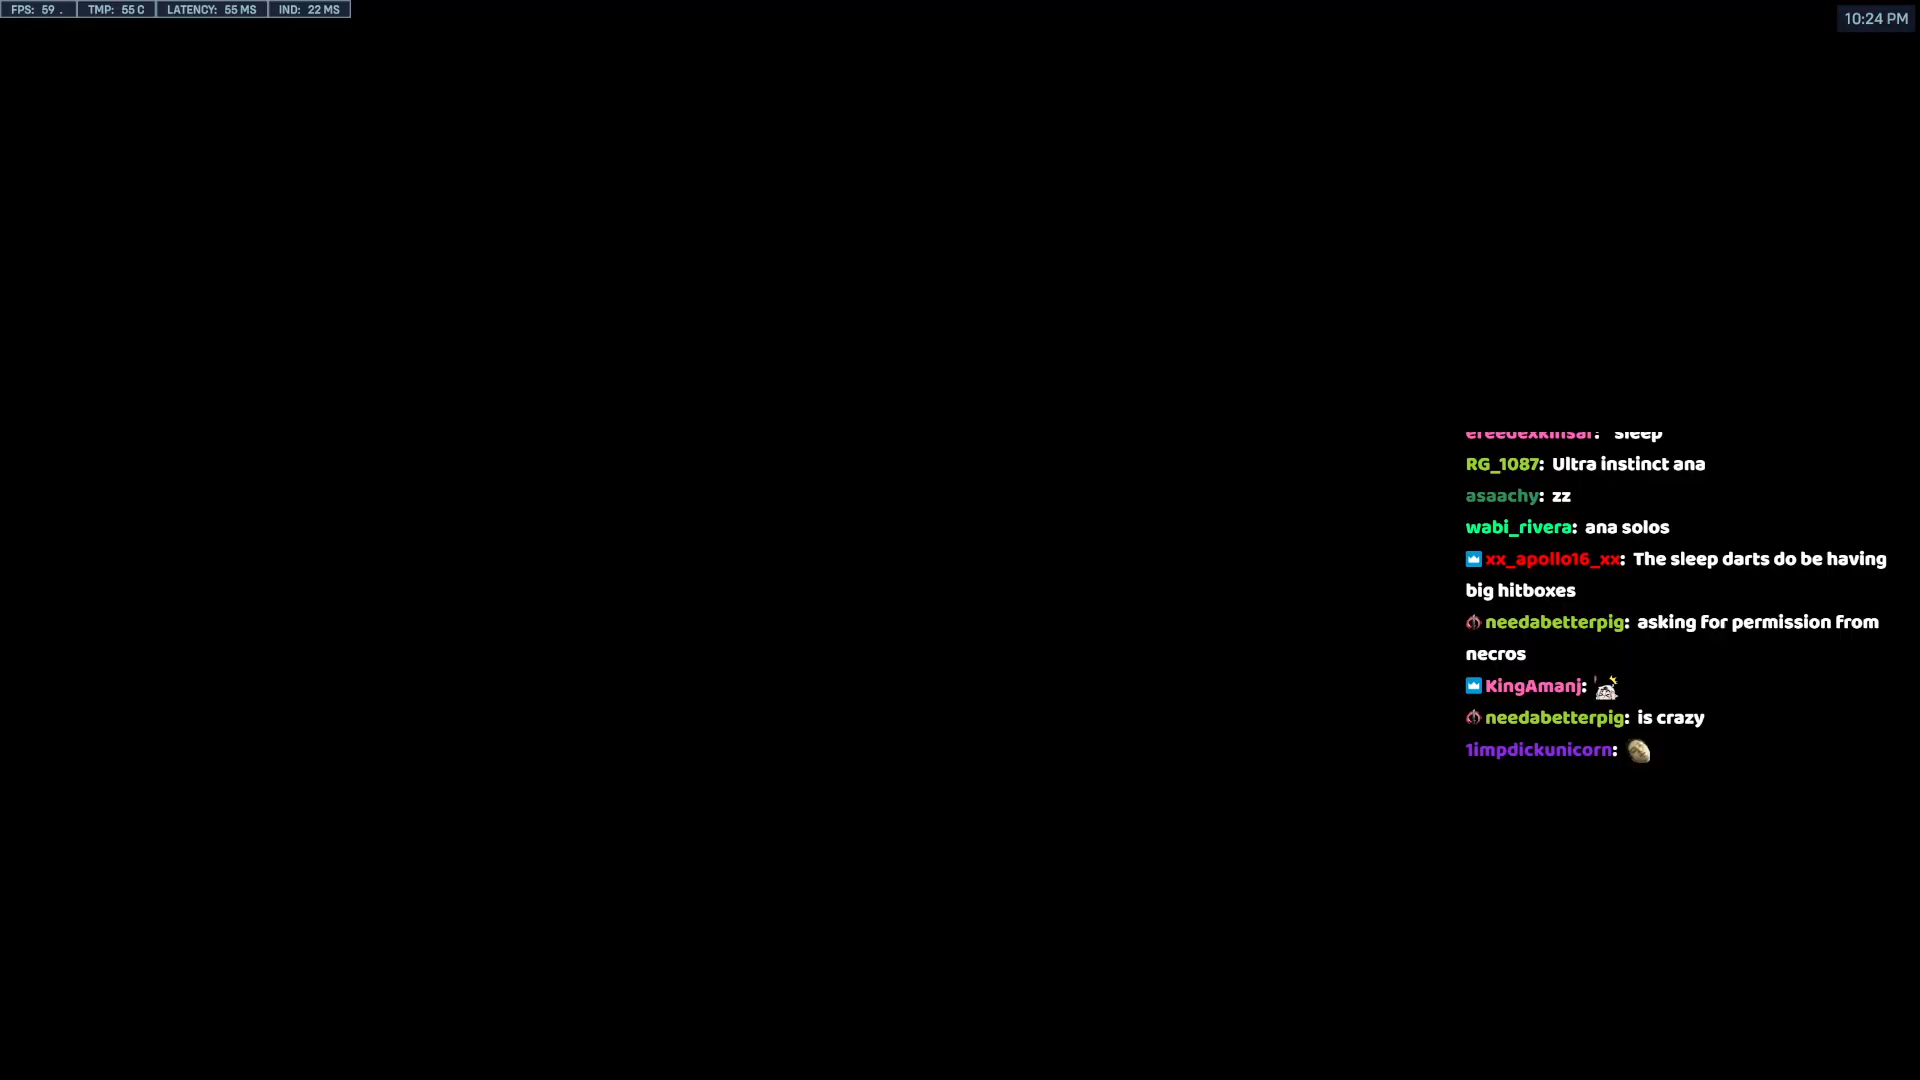 FPS: 59 .
TMP: 55 C
LATENCY: 55 MS
IND: 22 MS
10:24 PM
sleep
RG_1087: Ultra instinct ana
asaachy: zz
wabi_rivera: ana solos
xx_apollo16_xx: The sleep darts do be having
big hitboxes
needabetterpig: asking for permission from
necros
KingAmanj:
needabetterpig: is crazy
1impdickunicorn: